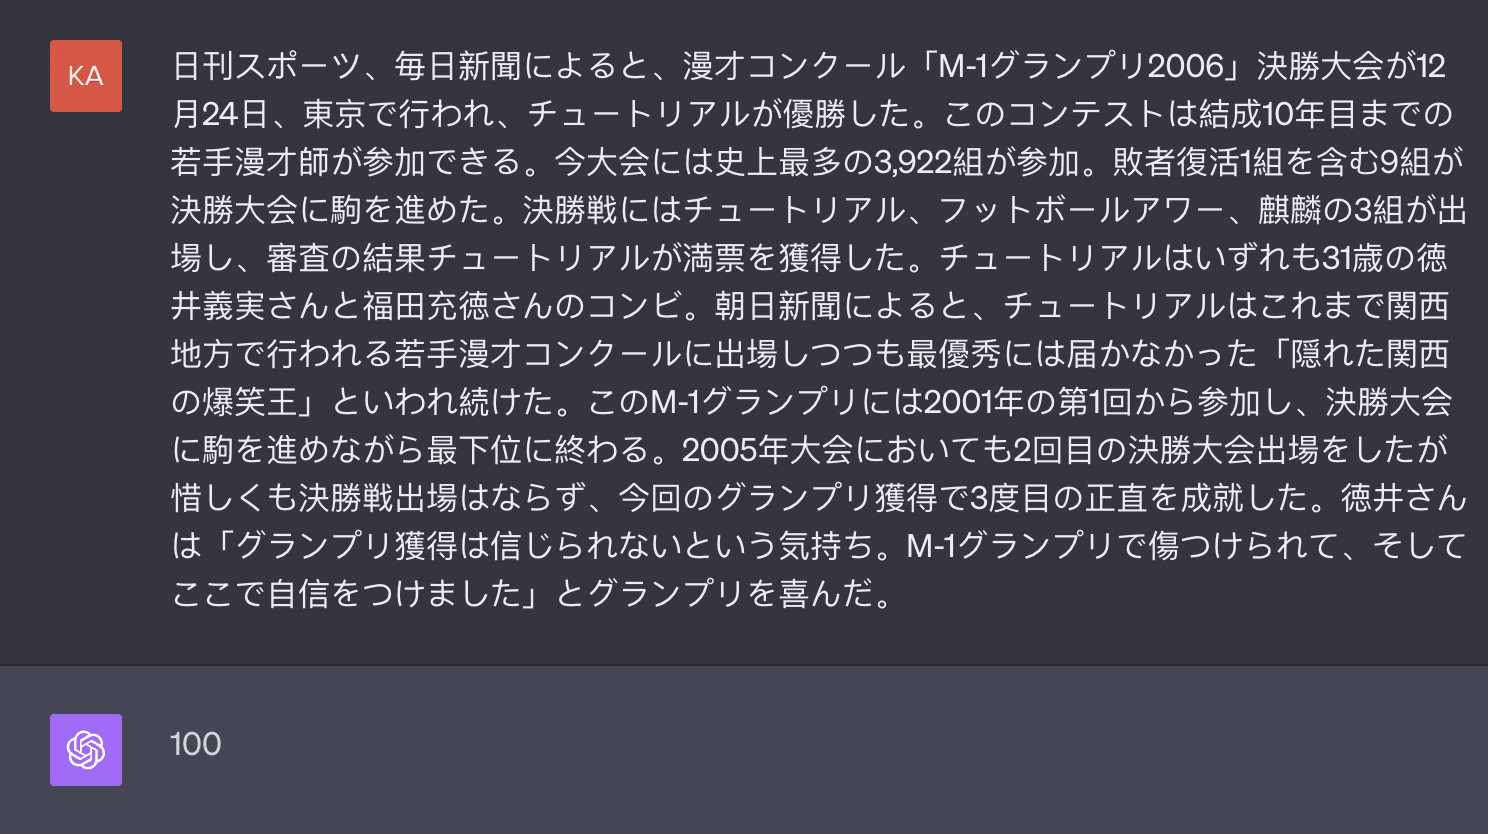 KA
日刊スポーツ、毎日新聞によると、漫才コンクール「M-1グランプリ2006」決勝大会が12
月24日、東京で行われ、チュートリアルが優勝した。このコンテストは結成10年目までの
若手漫才師が参加できる。今大会には史上最多の3,922組が参加。敗者復活1組を含む9組が
決勝大会に駒を進めた。決勝戦にはチュートリアル、フットボールアワー、麒麟の3組が出
場し、審査の結果チュートリアルが満票を獲得した。チュートリアルはいずれも31歳の徳
井義実さんと福田充徳さんのコンビ。朝日新聞によると、チュートリアルはこれまで関西
地方で行われる若手漫才コンクールに出場しつつも最優秀には届かなかった「隠れた関西
の爆笑王」といわれ続けた。このM-1グランプリには2001年の第1回から参加し、決勝大会
に駒を進めながら最下位に終わる。2005年大会においても2回目の決勝大会出場をしたが
惜しくも決勝戦出場はならず、今回のグランプリ獲得で3度目の正直を成就した。徳井さん
は「グランプリ獲得は信じられないという気持ち。M-1グランプリで傷つけられて、そして
ここで自信をつけました」とグランプリを喜んだ。
100